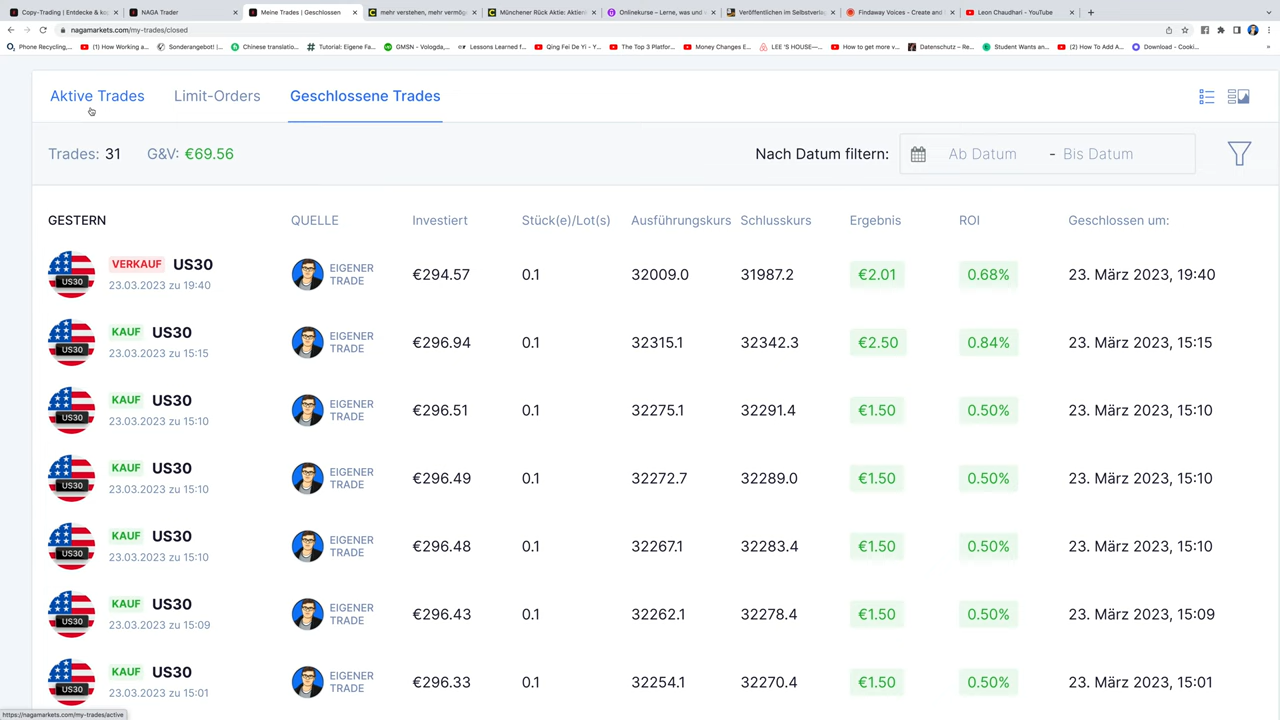 Copy-Trading | Entdecke & ko
NAGA Trader
Meine Trades | Geschlossen
mehr verstehen, mehr vermög
Münchener Rück Aktie: Aktien
Onlinekurse – Lerne, was und
Veröffentlichen im Selbstverla
Findaway Voices - Create and
Leon Chaudhari - YouTube
nagamarkets.com/my-trades/closed
Phone Recycling,...
(1) How Working a...
Sonderangebot! |...
Chinese translatio...
Tutorial: Eigene Fa...
GMSN - Vologda,...
Lessons Learned f...
Qing Fei De Yi - Y...
The Top 3 Platfor...
Money Changes E...
LEE 'S HOUSE—...
How to get more v...
Datenschutz – Re...
Student Wants an...
(2) How To Add A...
Download - Cooki...
Aktive Trades
Limit-Orders
Geschlossene Trades
Trades: 31
G&V: €69.56
Nach Datum filtern:
Ab Datum - Bis Datum
GESTERN QUELLE Investiert Stück(e)/Lot(s) Ausführungskurs Schlusskurs Ergebnis ROI Geschlossen um:
US30 VERKAUF US30 EIGENER
23.03.2023 zu 19:40 TRADE €294.57 0.1 32009.0 31987.2 €2.01 0.68% 23. März 2023, 19:40
US30 KAUF US30 EIGENER
23.03.2023 zu 15:15 TRADE €296.94 0.1 32315.1 32342.3 €2.50 0.84% 23. März 2023, 15:15
US30 KAUF US30 EIGENER
23.03.2023 zu 15:10 TRADE €296.51 0.1 32275.1 32291.4 €1.50 0.50% 23. März 2023, 15:10
US30 KAUF US30 EIGENER
23.03.2023 zu 15:10 TRADE €296.49 0.1 32272.7 32289.0 €1.50 0.50% 23. März 2023, 15:10
US30 KAUF US30 EIGENER
23.03.2023 zu 15:10 TRADE €296.48 0.1 32267.1 32283.4 €1.50 0.50% 23. März 2023, 15:10
US30 KAUF US30 EIGENER
23.03.2023 zu 15:09 TRADE €296.43 0.1 32262.1 32278.4 €1.50 0.50% 23. März 2023, 15:09
US30 KAUF US30 EIGENER
23.03.2023 zu 15:01 TRADE €296.33 0.1 32254.1 32270.4 €1.50 0.50% 23. März 2023, 15:01
https://nagamarkets.com/my-trades/active